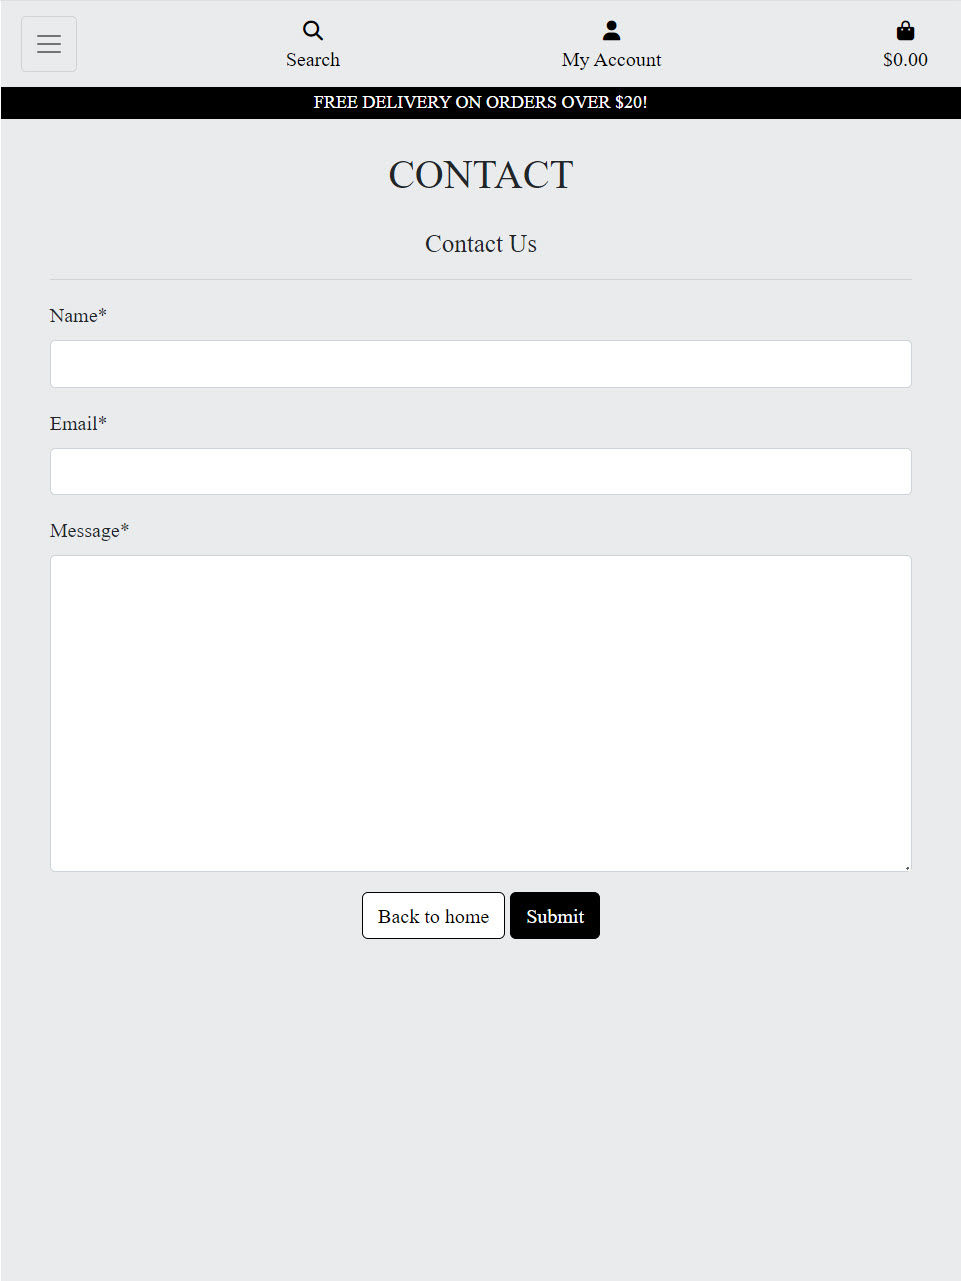 Search
My Account
$0.00
FREE DELIVERY ON ORDERS OVER $20!
CONTACT
Contact Us
Name*
Email*
Message*
Back to home
Submit